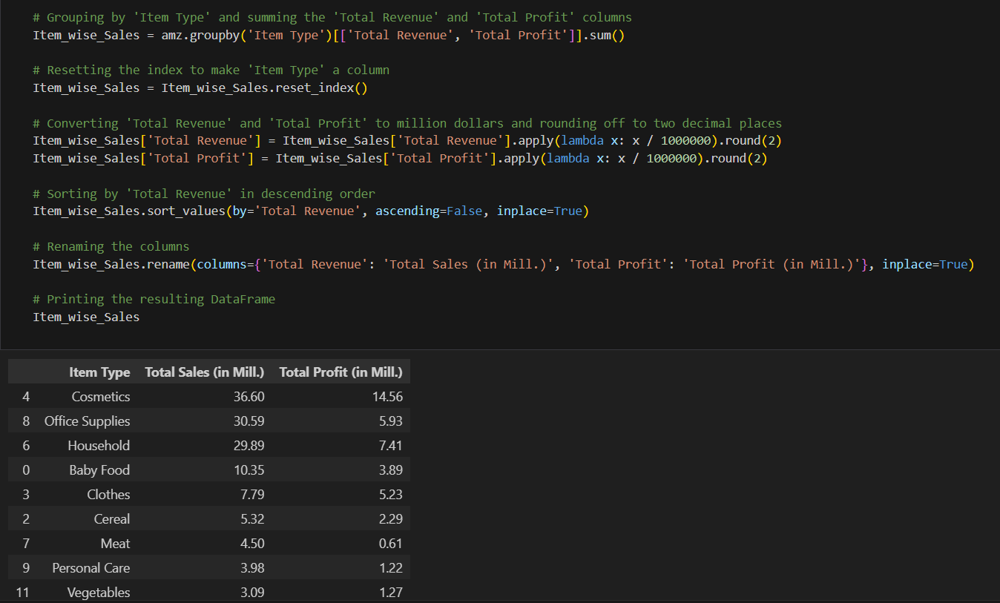 # Grouping by 'Item Type' and summing the 'Total Revenue' and 'Total Profit' columns
Item_wise_Sales = amz.groupby('Item Type')[['Total Revenue', 'Total Profit']].sum()
# Resetting the index to make 'Item Type' a column
Item_wise_Sales = Item_wise_Sales.reset_index()
# Converting 'Total Revenue' and 'Total Profit' to million dollars and rounding off to two decimal places
Item_wise_Sales['Total Revenue'] = Item_wise_Sales['Total Revenue'].apply(lambda x: x / 1000000).round(2)
Item_wise_Sales['Total Profit'] = Item_wise_Sales['Total Profit'].apply(lambda x: x / 1000000).round(2)
# Sorting by 'Total Revenue' in descending order
Item_wise_Sales.sort_values(by='Total Revenue', ascending=False, inplace=True)
# Renaming the columns
Item_wise_Sales.rename(columns={'Total Revenue': 'Total Sales (in Mill.)', 'Total Profit': 'Total Profit (in Mill.)'}, inplace=True)
# Printing the resulting DataFrame
Item_wise_Sales
Item Type Total Sales (in Mill.) Total Profit (in Mill.)
4 Cosmetics 36.60 14.56
8 Office Supplies 30.59 5.93
6 Household 29.89 7.41
0 Baby Food 10.35 3.89
3 Clothes 7.79 5.23
2 Cereal 5.32 2.29
7 Meat 4.50 0.61
9 Personal Care 3.98 1.22
11 Vegetables 3.09 1.27